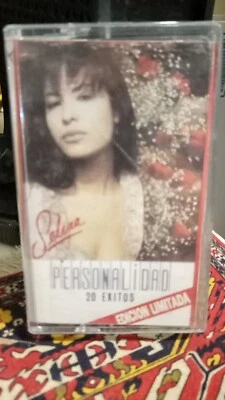 Selena
PERSONALIDAD
20 EXITOS
EDICION LIMITADA